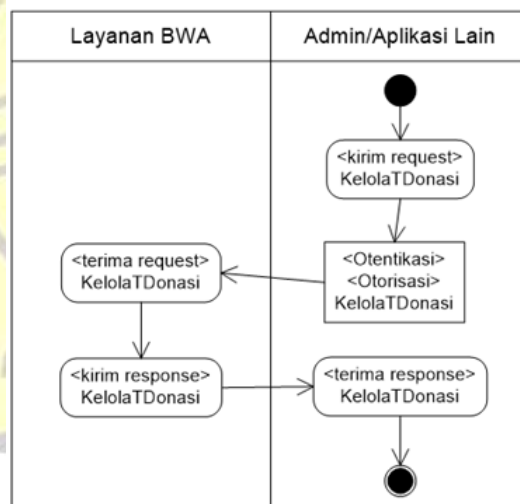 Layanan BWA
Admin/Aplikasi Lain
<kirim request>
KelolaTDonasi
<Otentikasi>
<Otorisasi>
KelolaTDonasi
<terima request>
KelolaTDonasi
<kirim response>
KelolaTDonasi
<terima response>
KelolaTDonasi